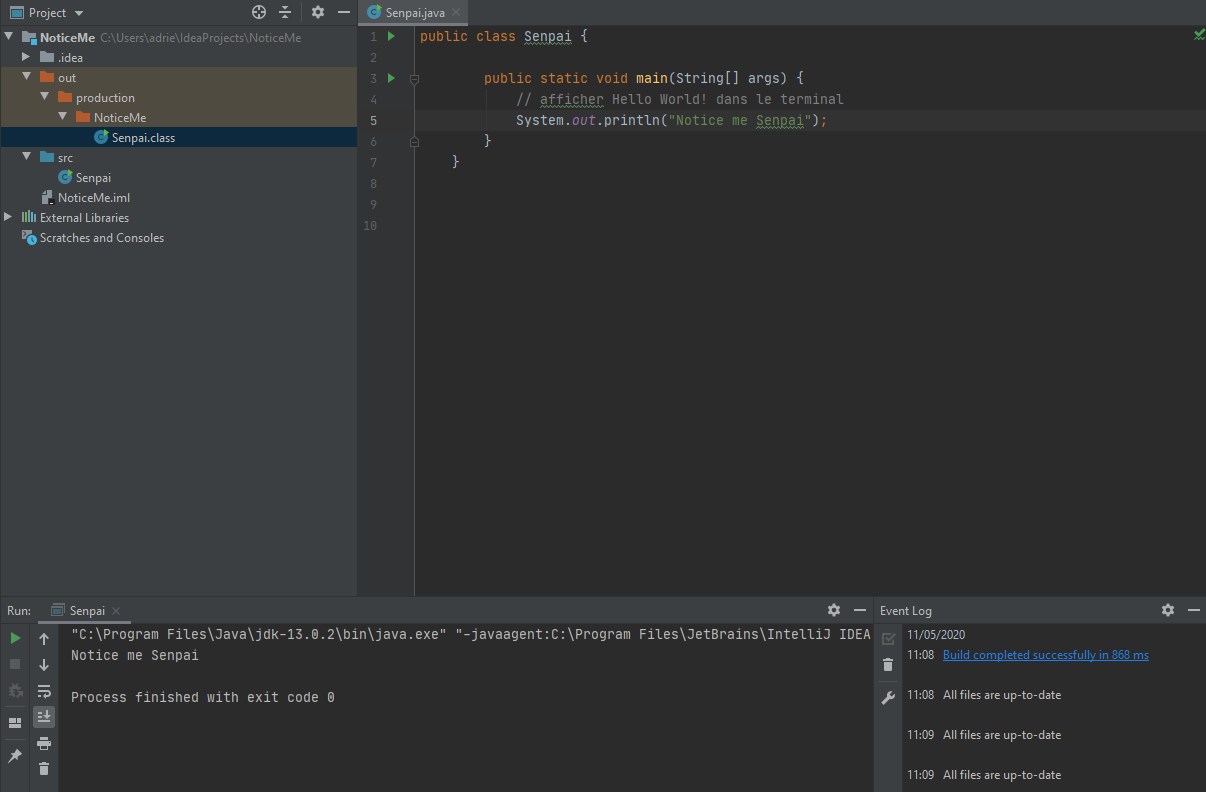 Project
NoticeMe C:\Users\adrie\IdeaProjects\NoticeMe
.idea
out
production
NoticeMe
Senpai.class
src
Senpai
NoticeMe.iml
External Libraries
Scratches and Consoles
Senpai.java
1 public class Senpai {
2
3 public static void main(String[] args) {
4 // afficher Hello World! dans le terminal
5 System.out.println("Notice me Senpai");
6 }
7 }
8
9
10
Run: Senpai
"C:\Program Files\Java\jdk-13.0.2\bin\java.exe" "-javaagent:C:\Program Files\JetBrains\IntelliJ IDEA
Notice me Senpai
Process finished with exit code 0
Event Log
11/05/2020
11:08 Build completed successfully in 868 ms
11:08 All files are up-to-date
11:09 All files are up-to-date
11:09 All files are up-to-date